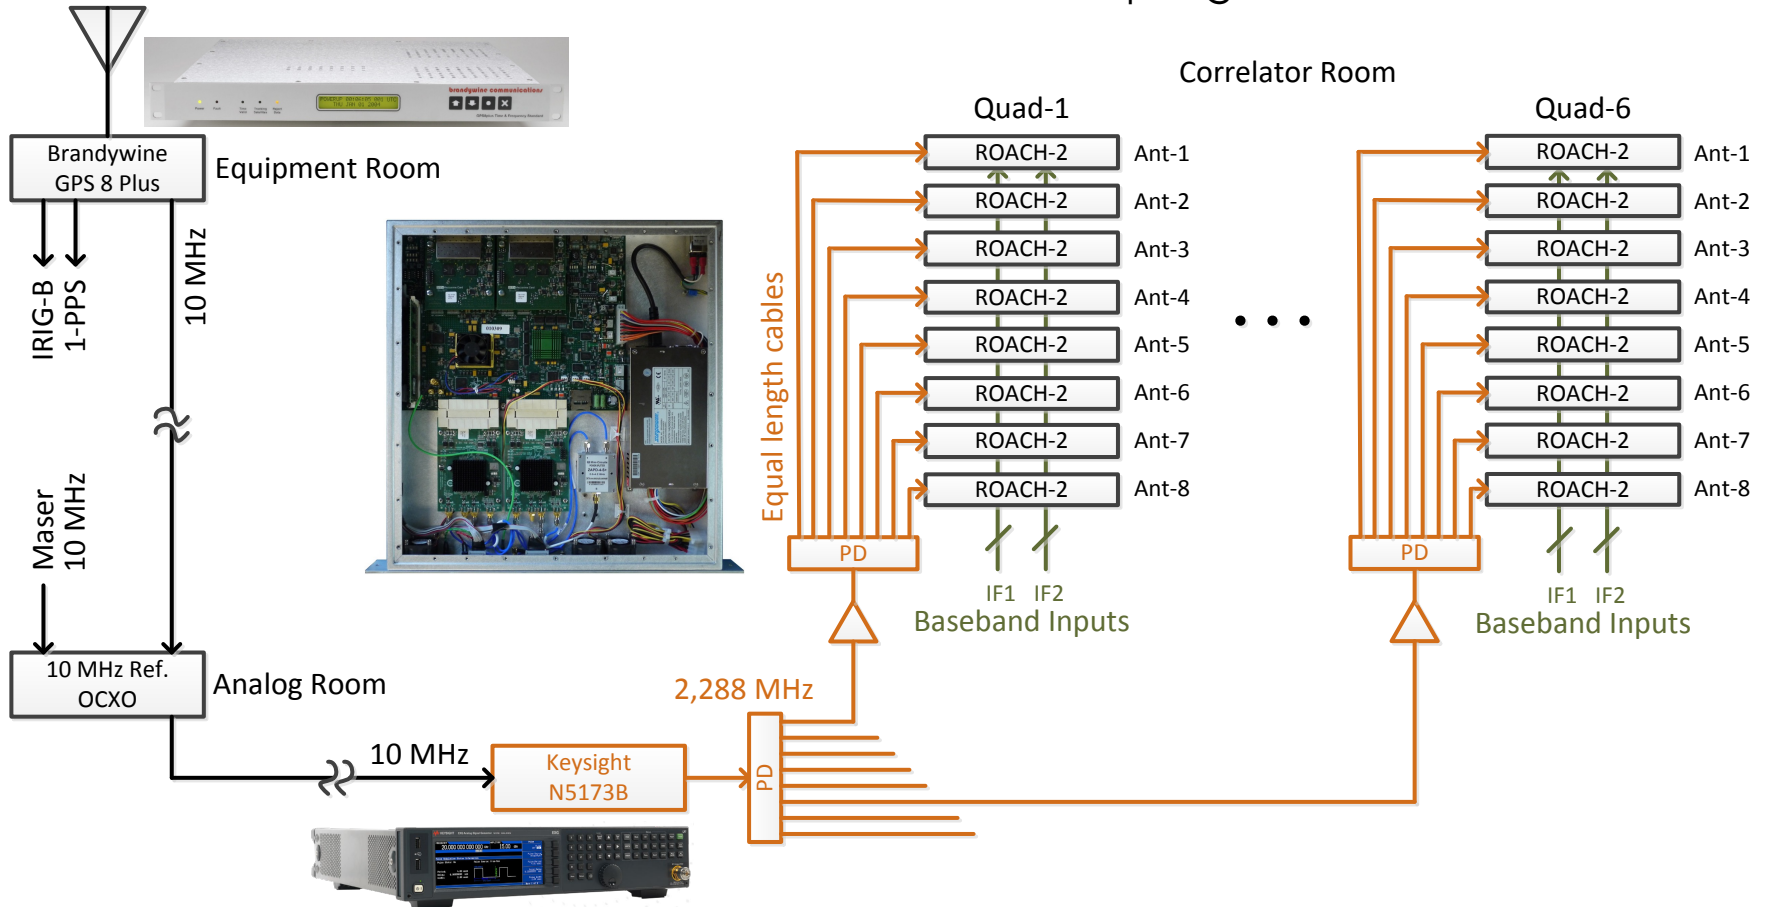 Correlator Room
brandywine communications
Quad-1
Quad-6
Brandywine
GPS 8 Plus
Equipment Room
IRIG-B
1-PPS
10 MHz
Maser
10 MHz
10 MHz Ref.
OCXO
Analog Room
10 MHz
Keysight
N5173B
2,288 MHz
PD
Equal length cables
PD
ROACH-2 Ant-1
ROACH-2 Ant-2
ROACH-2 Ant-3
ROACH-2 Ant-4
ROACH-2 Ant-5
ROACH-2 Ant-6
ROACH-2 Ant-7
ROACH-2 Ant-8
IF1 IF2
Baseband Inputs
• • •
ROACH-2 Ant-1
ROACH-2 Ant-2
ROACH-2 Ant-3
ROACH-2 Ant-4
ROACH-2 Ant-5
ROACH-2 Ant-6
ROACH-2 Ant-7
ROACH-2 Ant-8
PD
IF1 IF2
Baseband Inputs